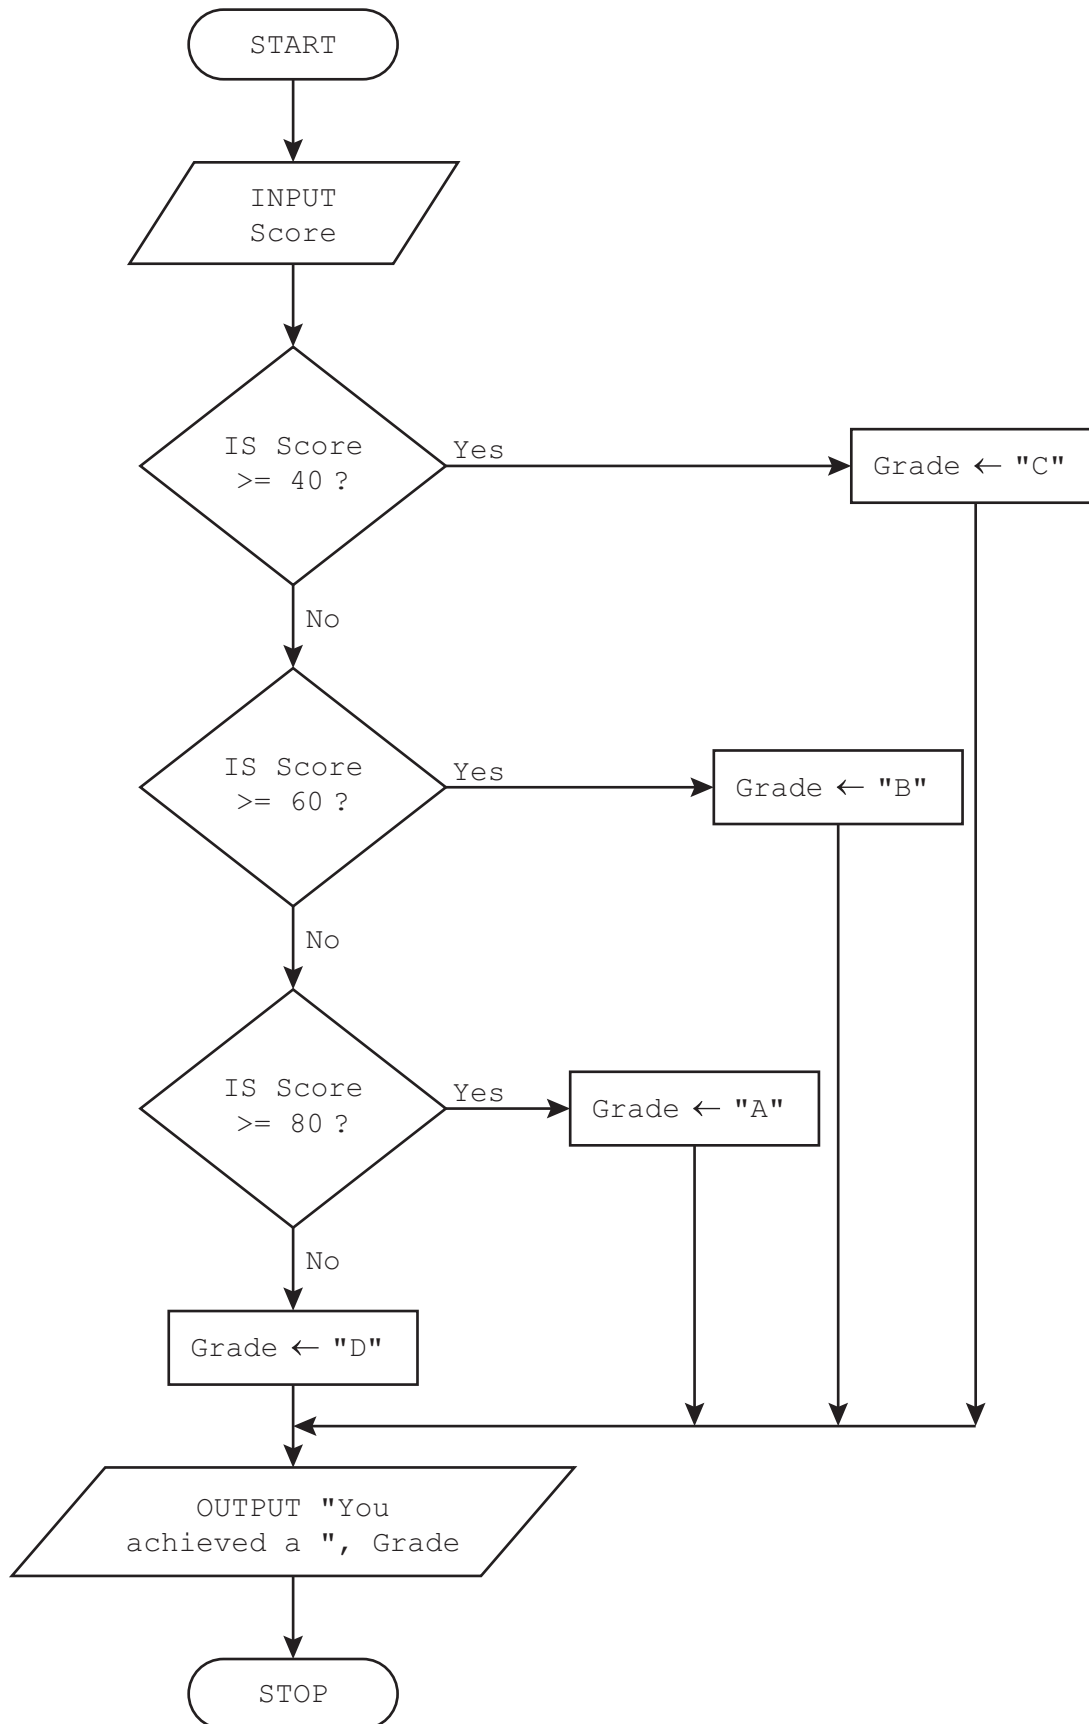 START
INPUT
Score
IS Score
>= 40 ?
Yes
Grade ← "C"
No
IS Score
>= 60 ?
Yes
Grade ← "B"
No
IS Score
>= 80 ?
Yes
Grade ← "A"
No
Grade ← "D"
OUTPUT "You
achieved a ", Grade
STOP